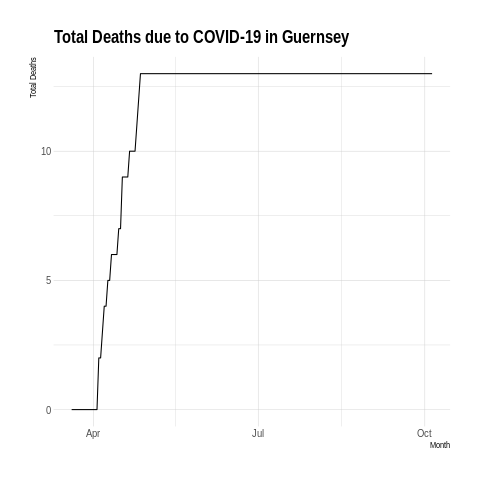 Total Deaths due to COVID-19 in Guernsey
Total Deaths
10
5
0
Apr
Jul
Oct
Month